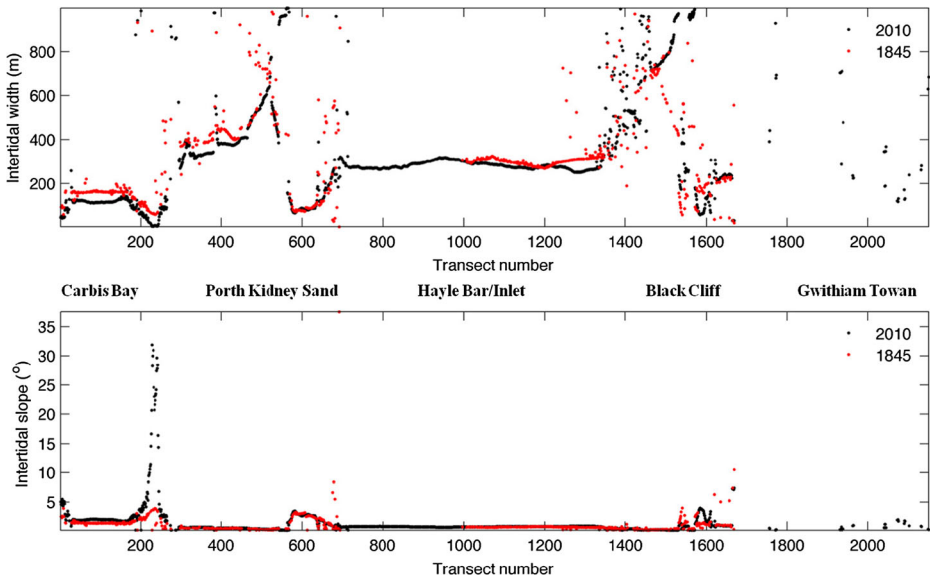 Intertidal width (m)
800
600
400
200
2010
1845
200 400 600 800 1000 1200 1400 1600 1800 2000
Transect number
Carbis Bay Porth Kidney Sand Hayle Bar/Inlet Black Cliff Gwithiam Towan
Intertidal slope (°)
35
30
25
20
15
10
5
2010
1845
200 400 600 800 1000 1200 1400 1600 1800 2000
Transect number